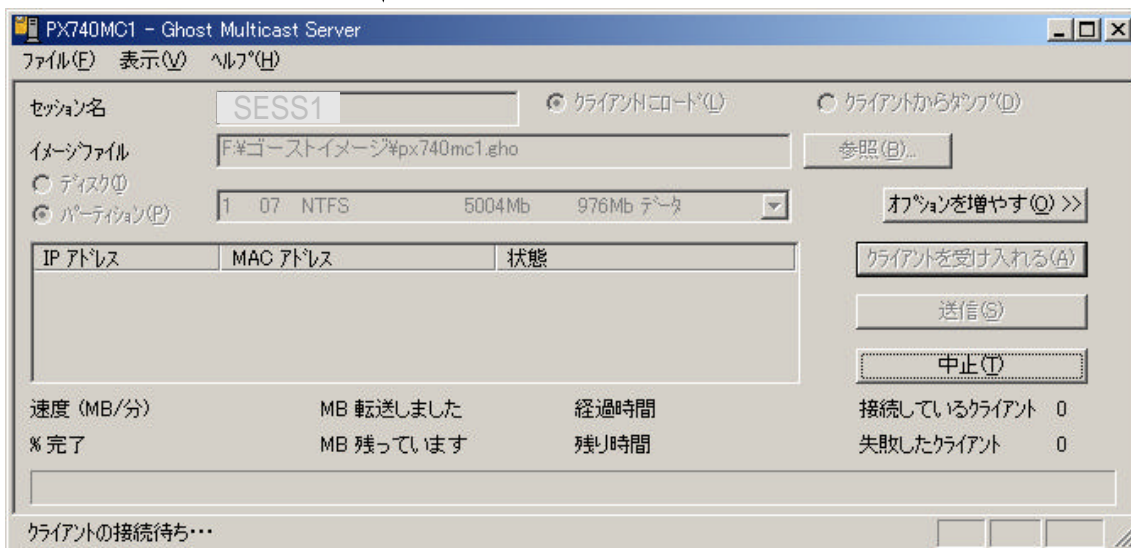 PX740MC1 - Ghost Multicast Server
ファイル(F) 表示(V) ヘルプ(H)
セッション名 SESS1 クライアントにロード(L) クライアントからダンプ(D)
イメージファイル F:¥ゴーストイメージ¥px740mc1.gho 参照(B)...
ディスク(I)
パーティション(P) 1 07 NTFS 5004Mb 976Mb データ オプションを増やす(O) >>
IP アドレス MAC アドレス 状態 クライアントを受け入れる(A)
送信(S)
中止(T)
速度 (MB/分) MB 転送しました 経過時間 接続しているクライアント 0
% 完了 MB 残っています 残り時間 失敗したクライアント 0
クライアントの接続待ち・・・